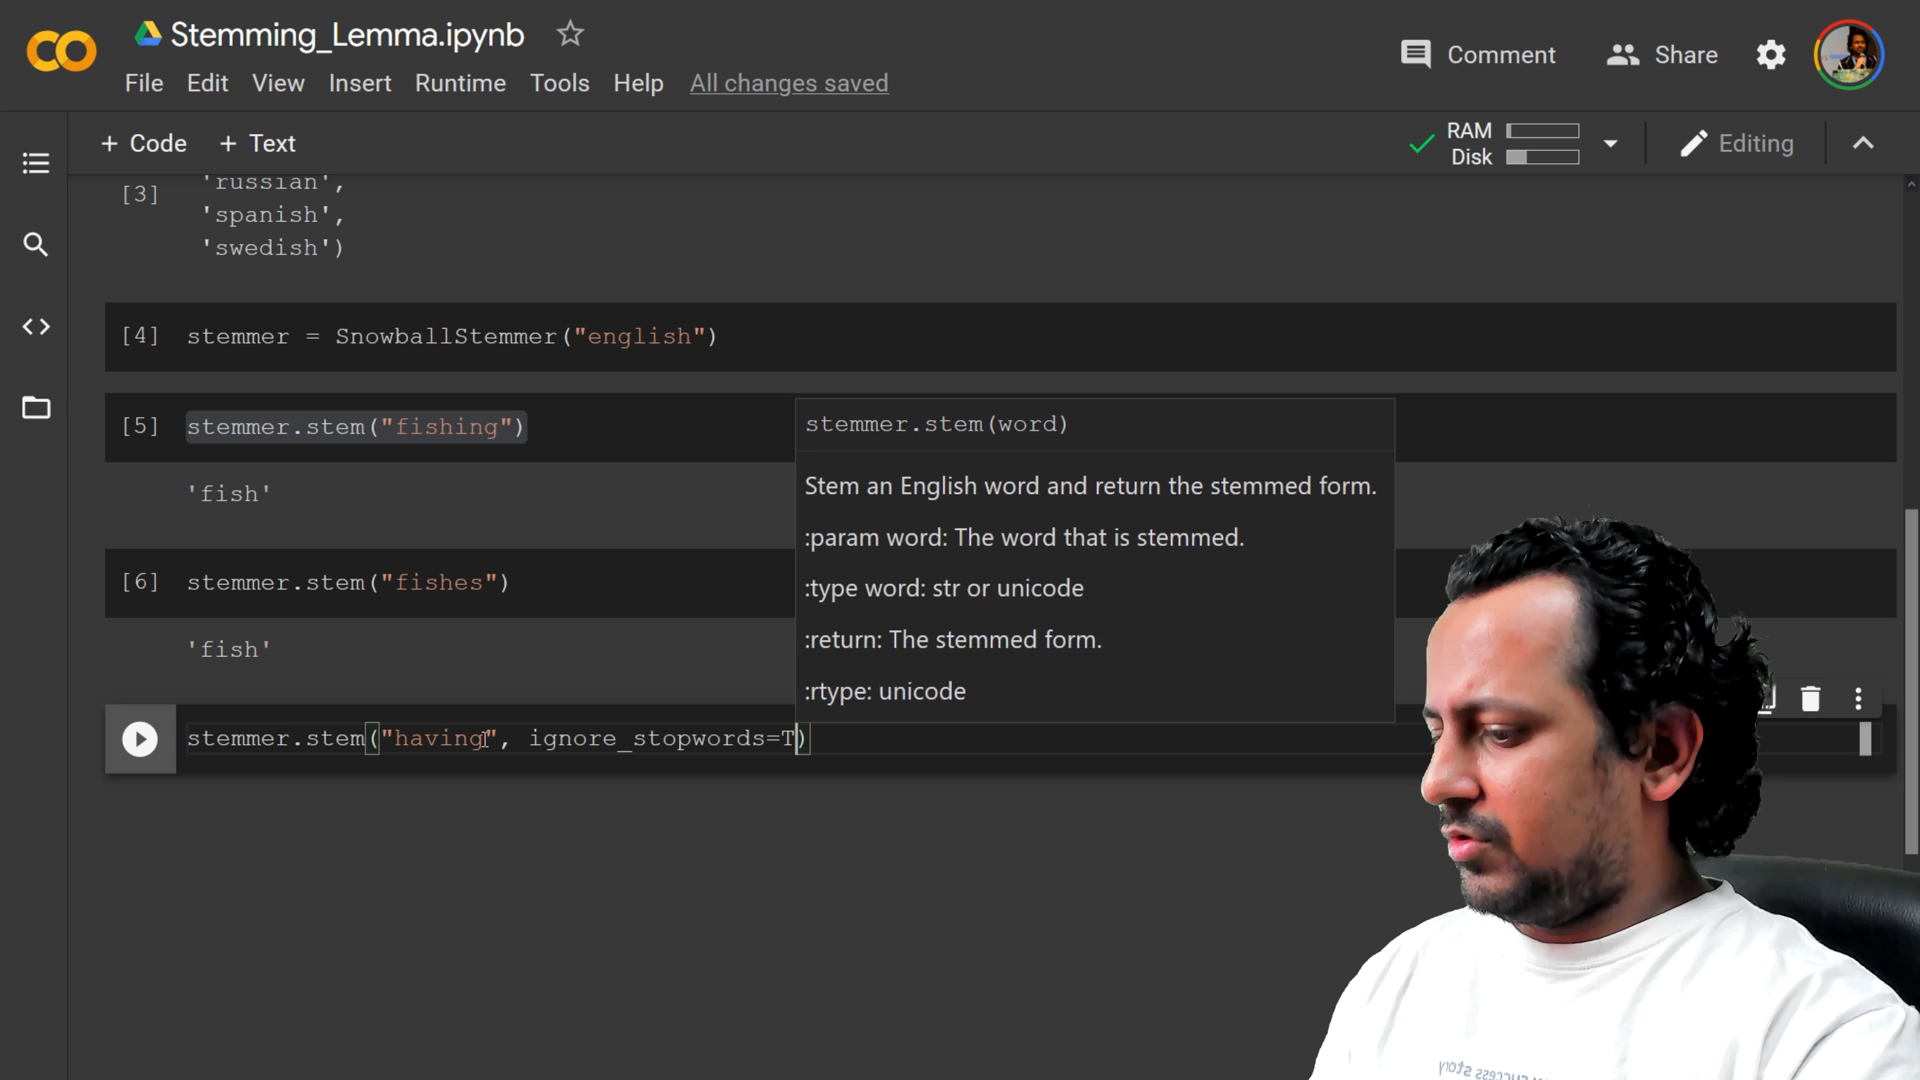 Stemming_Lemma.ipynb
Comment
Share
File Edit View Insert Runtime Tools Help All changes saved
+ Code + Text
RAM
Disk
Editing
[3]
'russian',
'spanish',
'swedish')
[4] stemmer = SnowballStemmer("english")
[5] stemmer.stem("fishing")
'fish'
[6] stemmer.stem("fishes")
'fish'
stemmer.stem(word)
Stem an English word and return the stemmed form.
:param word: The word that is stemmed.
:type word: str or unicode
:return: The stemmed form.
:rtype: unicode
stemmer.stem("having", ignore_stopwords=T)
success story